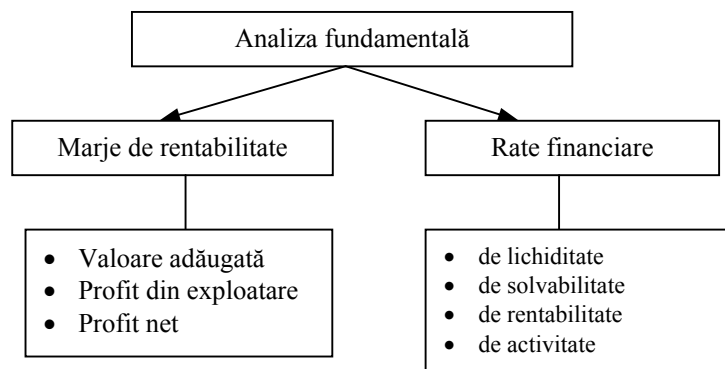 Analiza fundamentală
Marje de rentabilitate
Rate financiare
• Valoare adăugată
• Profit din exploatare
• Profit net
• de lichiditate
• de solvabilitate
• de rentabilitate
• de activitate